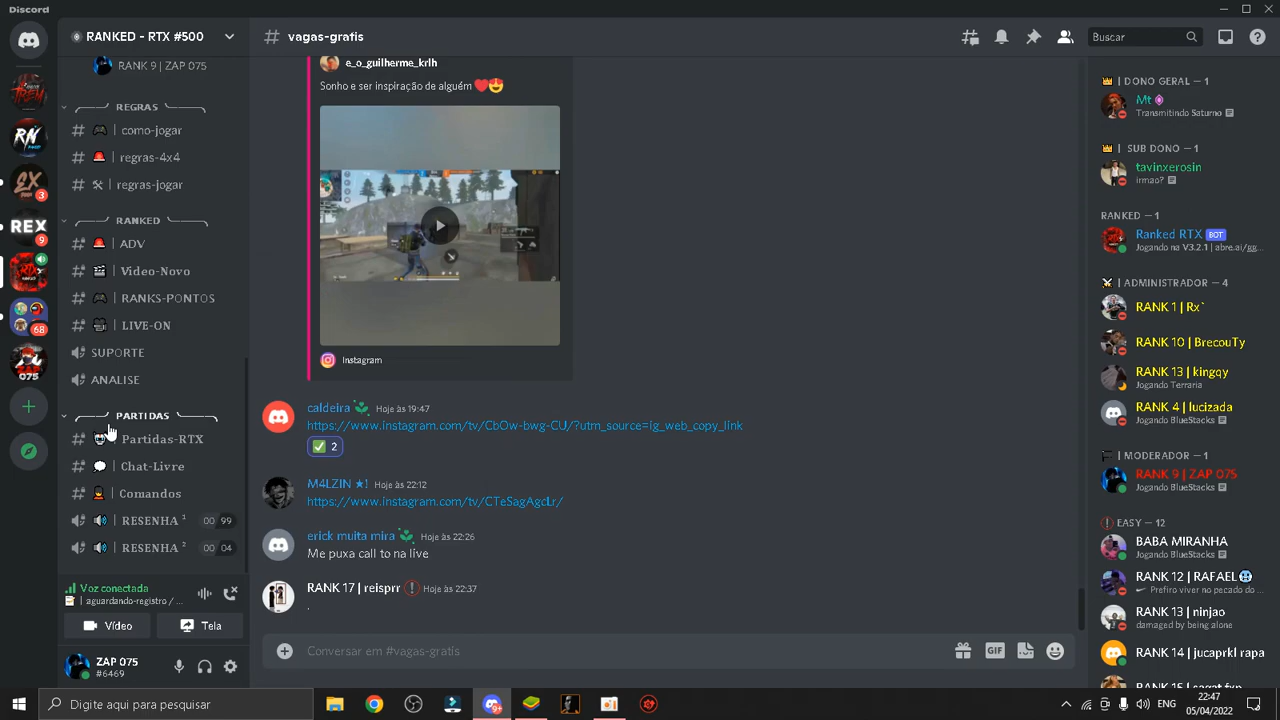 Discord
RANKED - RTX #500
# vagas-gratis
Buscar
RANK 9 | ZAP 075
REGRAS
como-jogar
regras-4x4
regras-jogar
RANKED
ADV
Video-Novo
RANKS-PONTOS
LIVE-ON
SUPORTE
ANALISE
PARTIDAS
Partidas-RTX
Chat-Livre
Comandos
RESENHA ¹ 00 99
RESENHA ² 00 04
Voz conectada
aguardando-registro / ...
Vídeo
Tela
ZAP 075
#6469
3
9
68
e_o_guilherme_krlh
Sonho e ser inspiração de alguém ❤😍
Instagram
caldeira Hoje às 19:47
https://www.instagram.com/tv/CbOw-bwg-CU/?utm_source=ig_web_copy_link
✅ 2
M4LZIN ★! Hoje às 22:12
https://www.instagram.com/tv/CTeSagAgcLr/
erick muita mira Hoje às 22:26
Me puxa call to na live
RANK 17 | reisprr Hoje às 22:37
.
Conversar em #vagas-gratis
GIF
| DONO GERAL — 1
Mt
Transmitindo Saturno
| SUB DONO — 1
tavinxerosin
irmao?
RANKED — 1
Ranked RTX BOT
Jogando na V3.2.1 | abre.ai/gg...
| ADMINISTRADOR — 4
RANK 1 | Rx`
RANK 10 | BrecouTy
RANK 13 | kingqy
Jogando Terraria
RANK 4 | lucizada
Jogando BlueStacks
| MODERADOR — 1
RANK 9 | ZAP 075
Jogando BlueStacks
| EASY — 12
BABA MIRANHA
Jogando BlueStacks
RANK 12 | RAFAEL
Prefiro viver no pecado do ...
RANK 13 | ninjao
damaged by being alone
RANK 14 | jucaprkl rapa
Digite aqui para pesquisar
22:47
05/04/2022